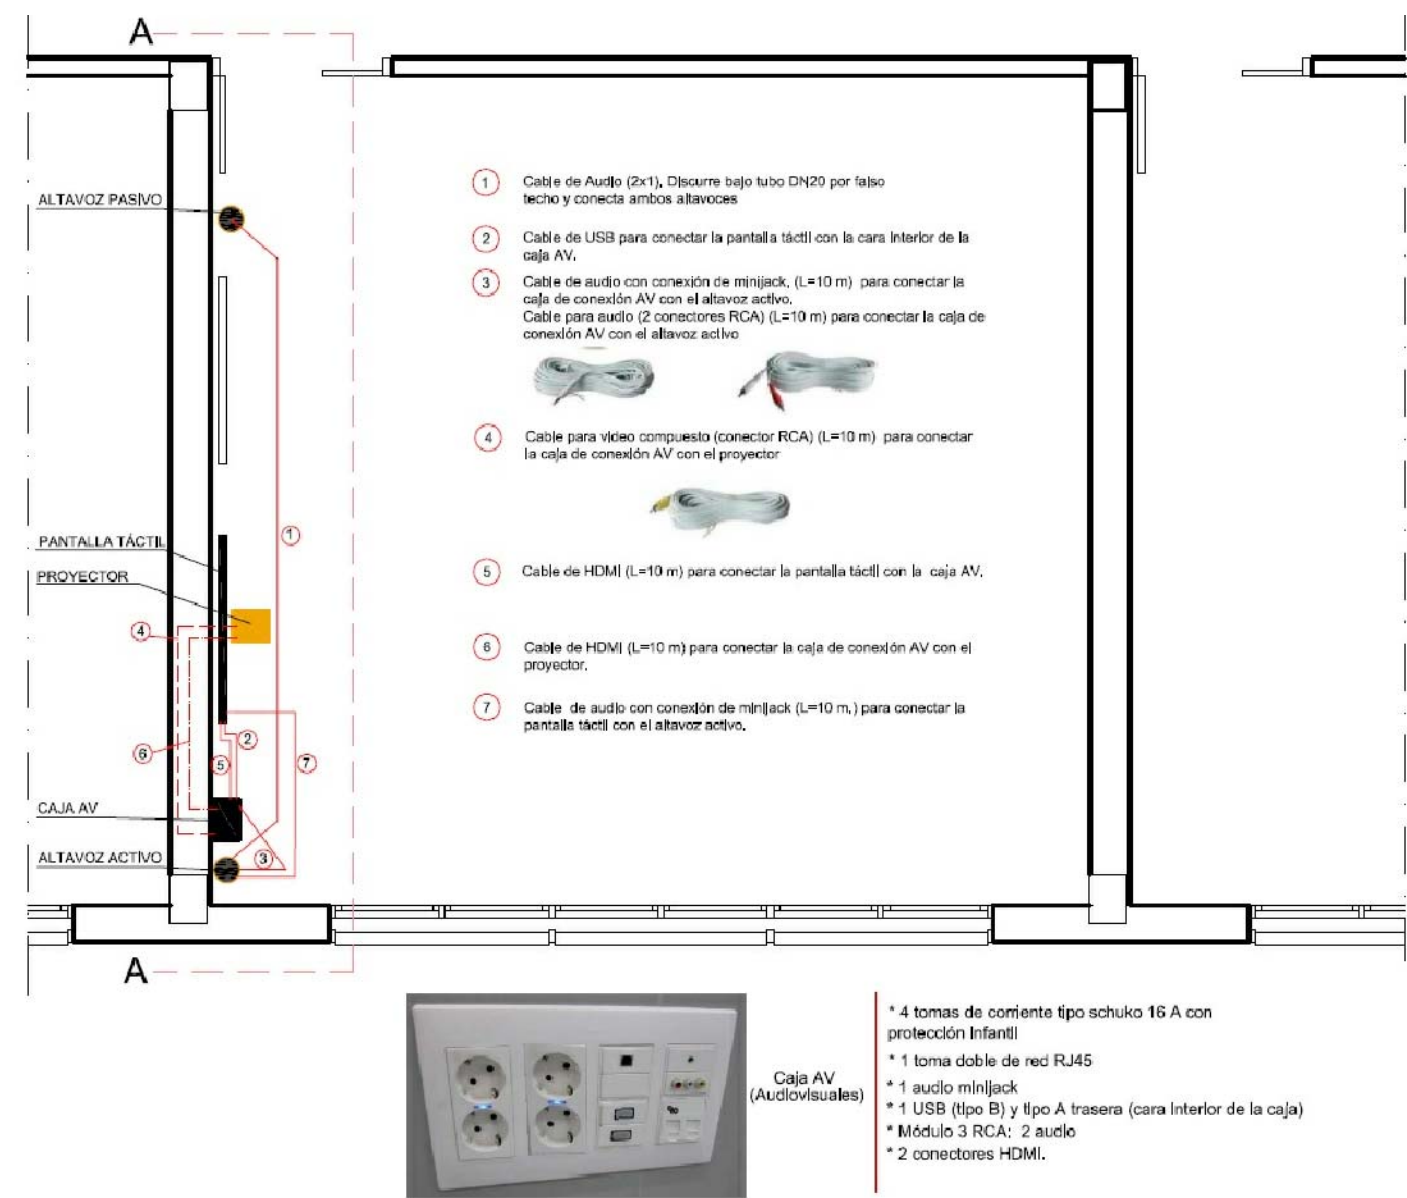 A
ALTAVOZ PASIVO
1 Cable de Audio (2x1), Discurre bajo tubo DN20 por falso
techo y conecta ambos altavoces
2 Cable de USB para conectar la pantalla táctil con la cara interior de la
caja AV.
3 Cable de audio con conexión de minijack, (L=10 m) para conectar la
caja de conexión AV con el altavoz activo,
Cable para audio (2 conectores RCA) (L=10 m) para conectar la caja de
conexión AV con el altavoz activo
4 Cable para video compuesto (conector RCA) (L=10 m) para conectar
la caja de conexión AV con el proyector
1
PANTALLA TÁCTIL
PROYECTOR
5 Cable de HDMI (L=10 m) para conectar la pantalla táctil con la caja AV,
4
6 Cable de HDMI (L=10 m) para conectar la caja de conexión AV con el
proyector.
7 Cable de audio con conexión de minijack (L=10 m,) para conectar la
pantalla táctil con el altavoz activo,
2
6
5
7
CAJA AV
ALTAVOZ ACTIVO
3
A
Caja AV
(Audiovisuales)
* 4 tomas de corriente tipo schuko 16 A con
protección infantil
* 1 toma doble de red RJ45
* 1 audio minijack
* 1 USB (tipo B) y tipo A trasera (cara interior de la caja)
* Módulo 3 RCA: 2 audio
* 2 conectores HDMI.